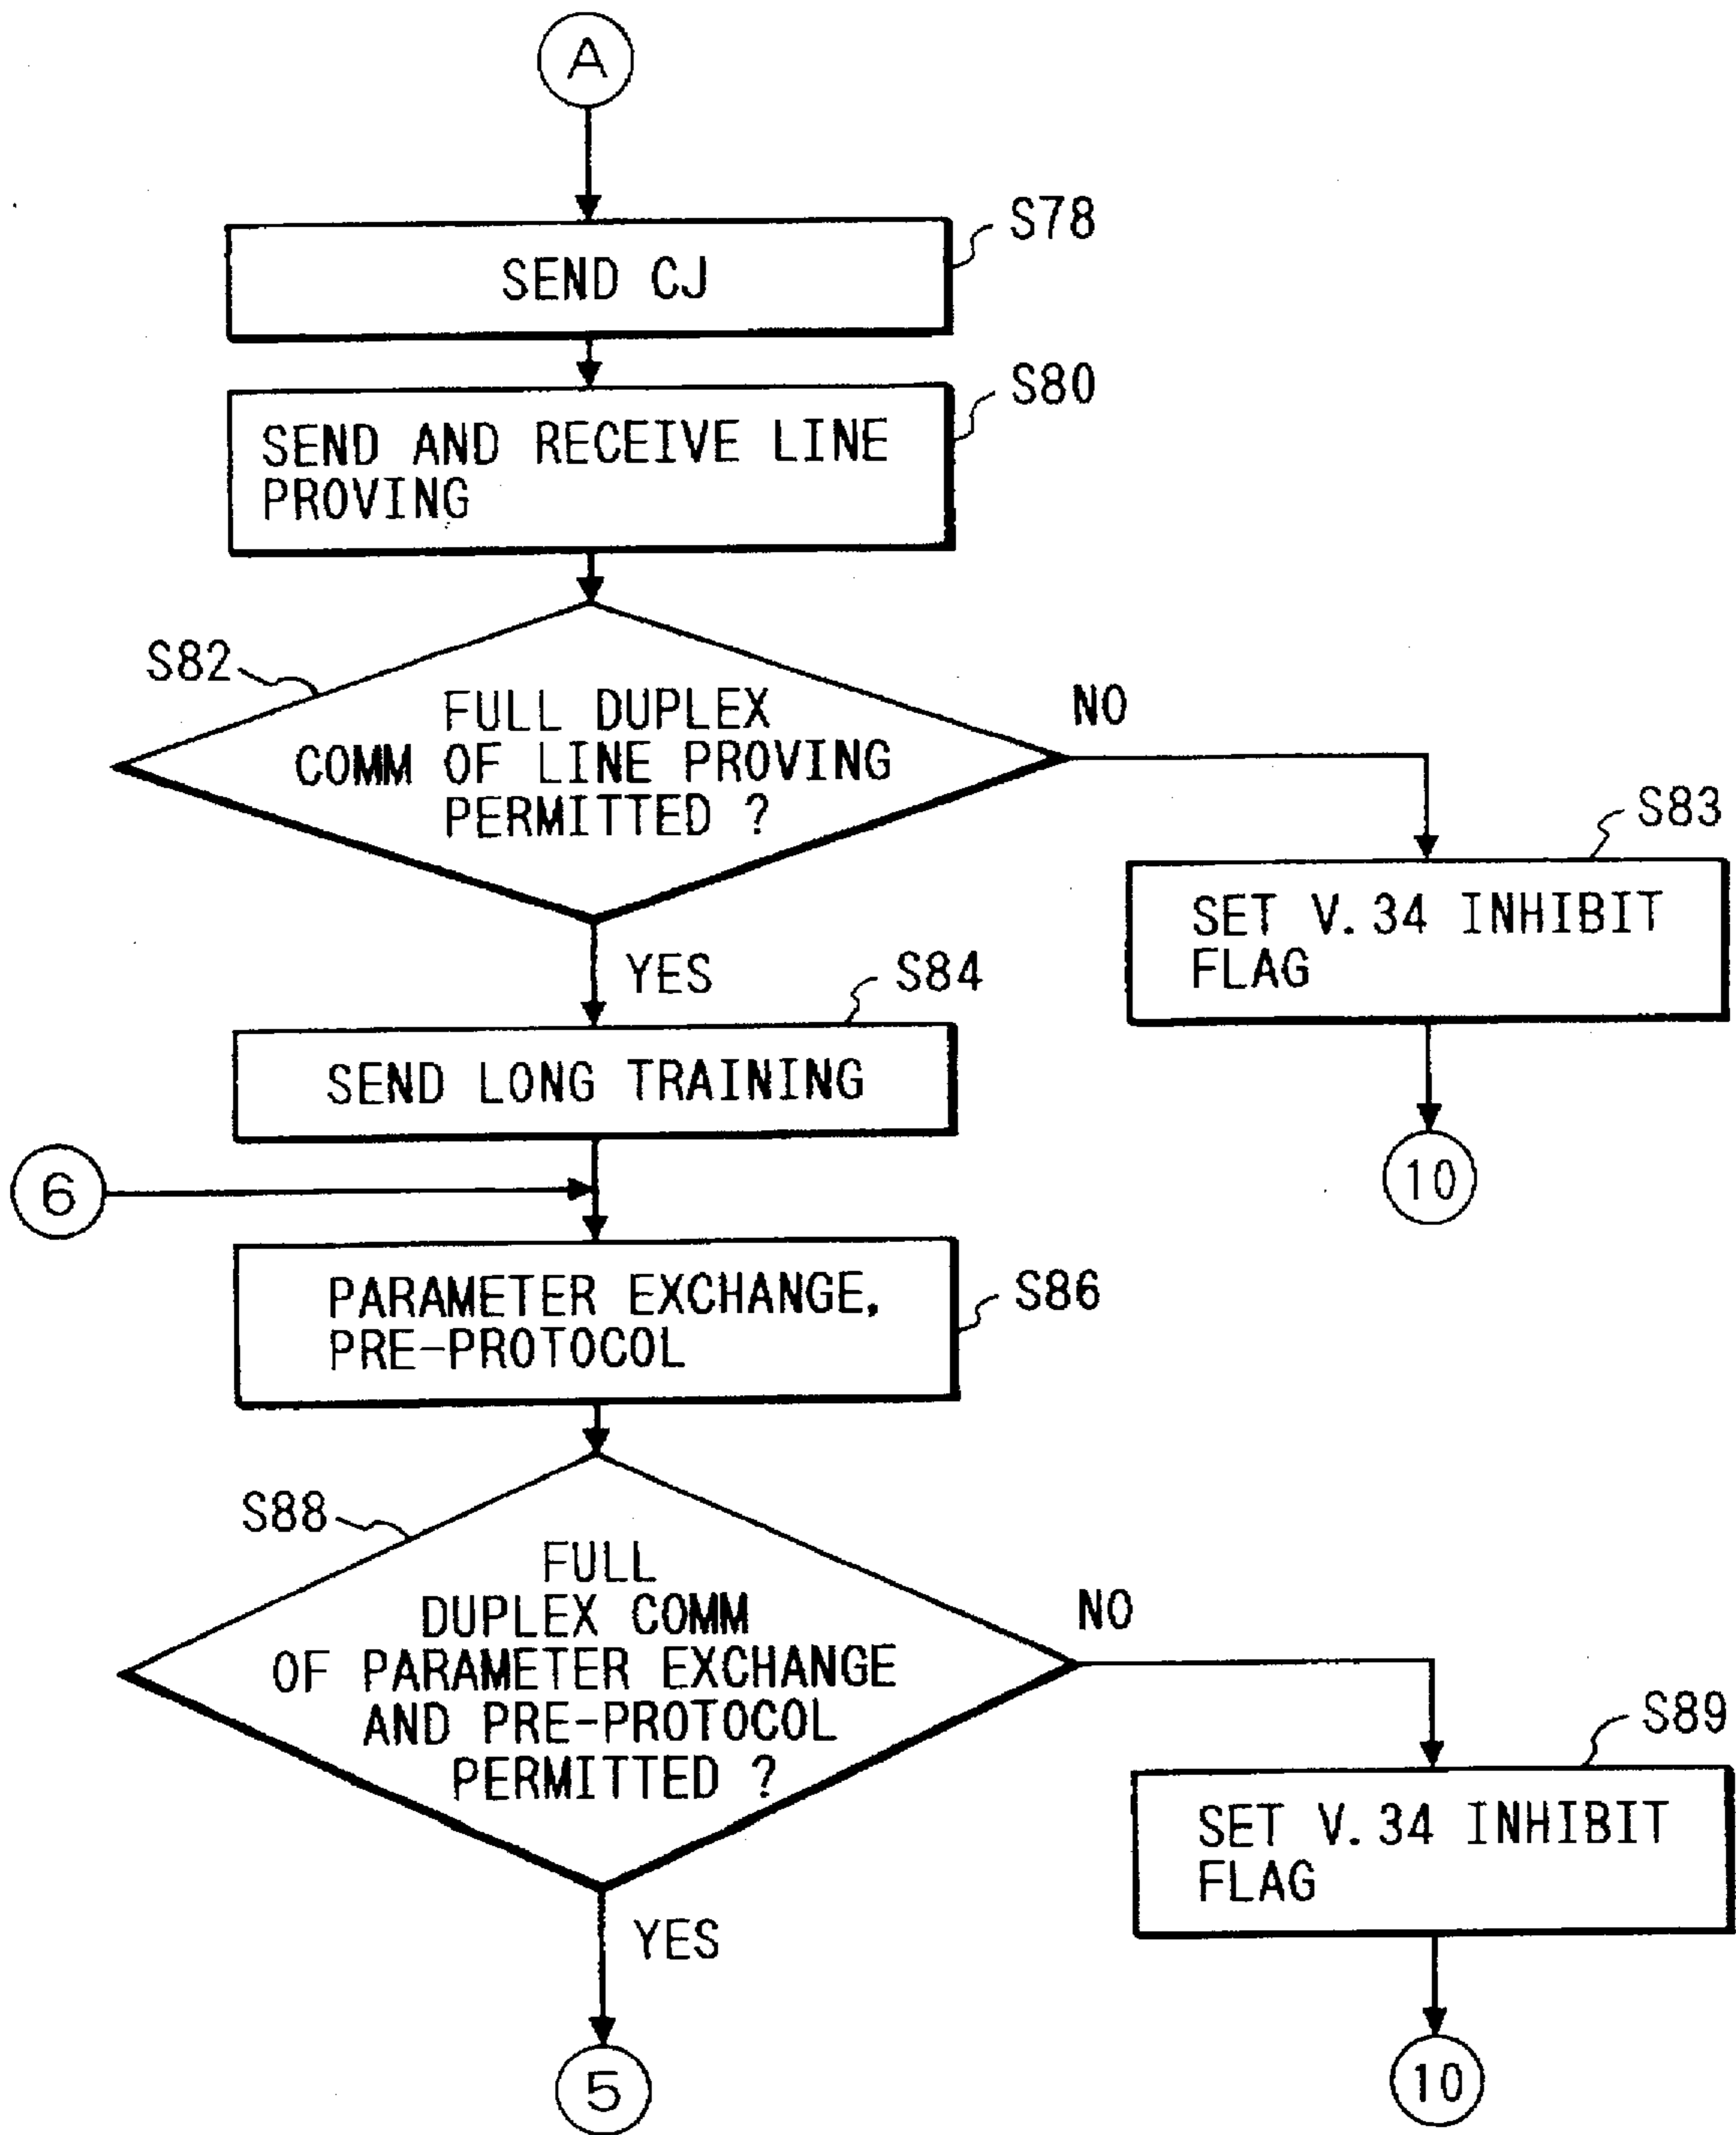 A
S78
SEND CJ
S80
SEND AND RECEIVE LINE
PROVING
S82
FULL DUPLEX
COMM OF LINE PROVING
PERMITTED ?
NO
YES
S83
SET V.34 INHIBIT
FLAG
10
S84
SEND LONG TRAINING
6
S86
PARAMETER EXCHANGE.
PRE-PROTOCOL
S88
FULL
DUPLEX COMM
OF PARAMETER EXCHANGE
AND PRE-PROTOCOL
PERMITTED ?
NO
YES
S89
SET V.34 INHIBIT
FLAG
5
10